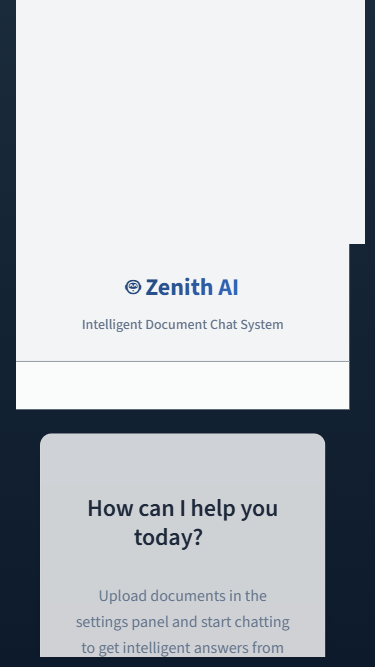 Zenith AI
Intelligent Document Chat System
How can I help you
today?
Upload documents in the
settings panel and start chatting
to get intelligent answers from